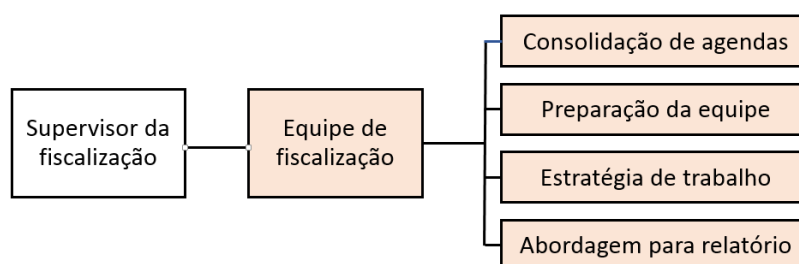 Supervisor da
fiscalização
Equipe de
fiscalização
Consolidação de agendas
Preparação da equipe
Estratégia de trabalho
Abordagem para relatório